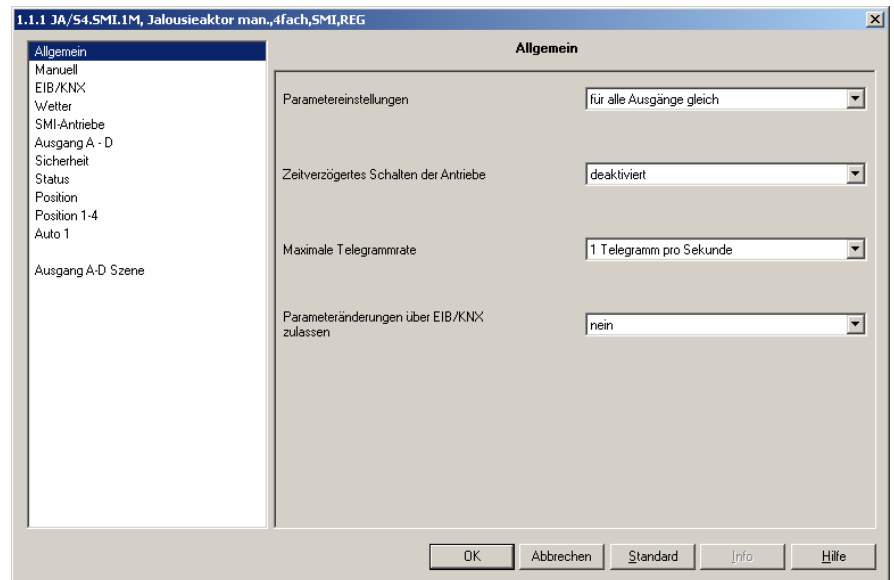 1.1.1 JA/S4.SMI.1M, Jalousieaktor man.,4fach,SMI,REG
Allgemein
Manuell
EIB/KNX
Wetter
SMI-Antriebe
Ausgang A - D
Sicherheit
Status
Position
Position 1-4
Auto 1
Ausgang A-D Szene
Allgemein
Parametereinstellungen
für alle Ausgänge gleich
Zeitverzögertes Schalten der Antriebe
deaktiviert
Maximale Telegrammrate
1 Telegramm pro Sekunde
Parameteränderungen über EIB/KNX
zulassen
nein
OK
Abbrechen
Standard
Info
Hilfe